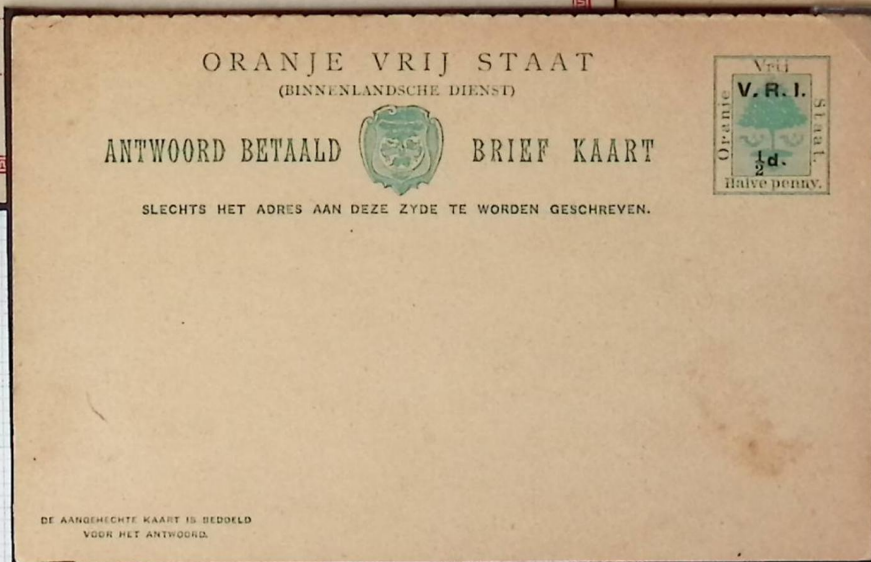 ORANJE VRIJ STAAT
(BINNENLANDSCHE DIENST)
ANTWOORD BETAALD BRIEF KAART
SLECHTS HET ADRES AAN DEZE ZYDE TE WORDEN GESCHREVEN.
Vrij
Oranje
Staat.
V. R. I.
½d.
Halve penny.
DE AANGEHECHTE KAART IS BEDOELD
VOOR HET ANTWOORD.